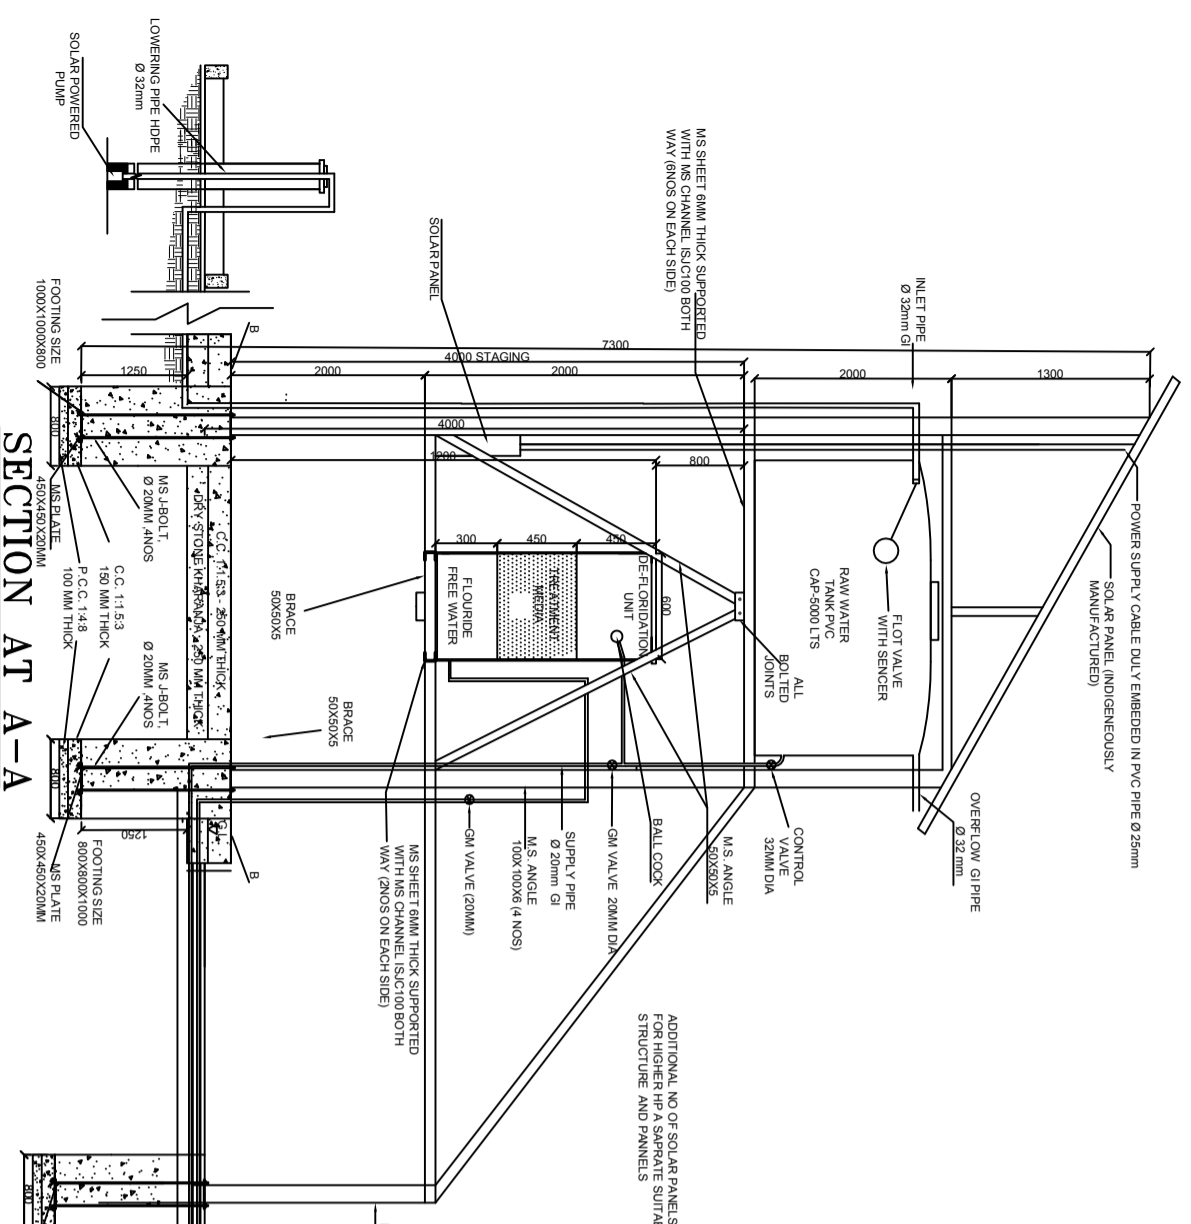 LOWERING PIPE HDPE
Ø 32mm
SOLAR POWERED
PUMP
MS SHEET 6MM THICK SUPPORTED
WITH MS CHANNEL ISJC100 BOTH
WAY (6NOS ON EACH SIDE)
SOLAR PANEL
INLET PIPE
Ø 32mm GI
POWER SUPPLY CABLE DULY EMBEDED IN PVC PIPE Ø 25mm
SOLAR PANEL (INDIGENEOUSLY
MANUFACTURED)
7300
4000 STAGING
1250
2000
2000
2000
1300
4000
1200
800
300
450
450
600
FLOT VALVE
WITH SENCER
RAW WATER
TANK PVC
CAP-5000 LTS
ALL
BOLTED
JOINTS
DE-FLORIDATION
UNIT
TREATMENT
MEDIA
FLOURIDE
FREE WATER
BRACE
50X50X5
BRACE
50X50X5
OVERFLOW GI PIPE
Ø 32 mm
CONTROL
VALVE
32MM DIA
M.S. ANGLE
50X50X5
BALL COCK
GM VALVE 20MM DIA
SUPPLY PIPE
Ø 20mm GI
M.S. ANGLE
100X100X6 (4 NOS)
GM VALVE (20MM)
MS SHEET 6MM THICK SUPPORTED
WITH MS CHANNEL ISJC100 BOTH
WAY (2NOS ON EACH SIDE)
ADDITIONAL NO OF SOLAR PANELS
FOR HIGHER HP A SAPRATE SUITA
STRUCTURE AND PANNELS
B
B
FOOTING SIZE
1000X1000X800
800
MS PLATE
450X450X20MM
MS J-BOLT,
Ø 20MM ,4NOS
C.C. 1:1.5:3 - 250 MM THICK
DRY STONE KHARANJA - 250 MM THICK
C.C. 1:1.5:3
150 MM THICK
P.C.C. 1:4:8
100 MM THICK
MS J-BOLT,
Ø 20MM ,4NOS
800
1250
G.L
FOOTING SIZE
800X800X1000
MS PLATE
450X450X20MM
800
SECTION AT A-A